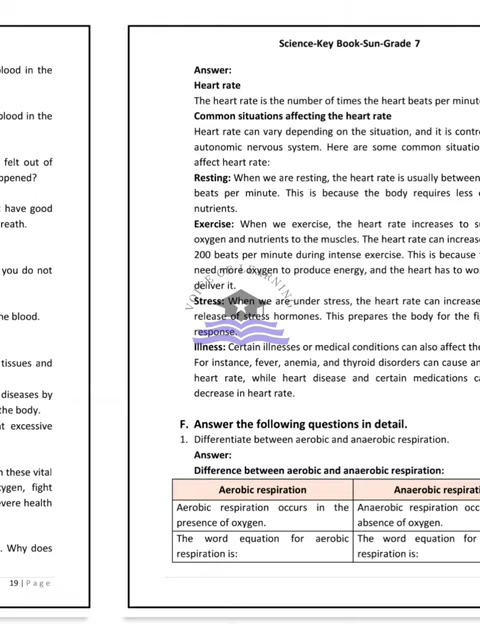 blood in the
blood in the
felt out of
ppened?
have good
reath.
you do not
he blood.
tissues and
diseases by
the body.
at excessive
n these vital
xygen, fight
evere health
. Why does
19 | Page
Science-Key Book-Sun-Grade 7
Answer:
Heart rate
The heart rate is the number of times the heart beats per minute
Common situations affecting the heart rate
Heart rate can vary depending on the situation, and it is contr
autonomic nervous system. Here are some common situatio
affect heart rate:
Resting: When we are resting, the heart rate is usually between
beats per minute. This is because the body requires less
nutrients.
Exercise: When we exercise, the heart rate increases to su
oxygen and nutrients to the muscles. The heart rate can increase
200 beats per minute during intense exercise. This is because
need more oxygen to produce energy, and the heart has to wo
deliver it.
Stress: When we are under stress, the heart rate can increase
release of stress hormones. This prepares the body for the fi
response.
Illness: Certain illnesses or medical conditions can also affect the
For instance, fever, anemia, and thyroid disorders can cause an
heart rate, while heart disease and certain medications ca
decrease in heart rate.
F. Answer the following questions in detail.
1. Differentiate between aerobic and anaerobic respiration.
Answer:
Difference between aerobic and anaerobic respiration:
Aerobic respiration Anaerobic respirati
Aerobic respiration occurs in the
presence of oxygen.
Anaerobic respiration occ
absence of oxygen.
The word equation for aerobic
respiration is:
The word equation for
respiration is:
VOICE OF LEARNIN